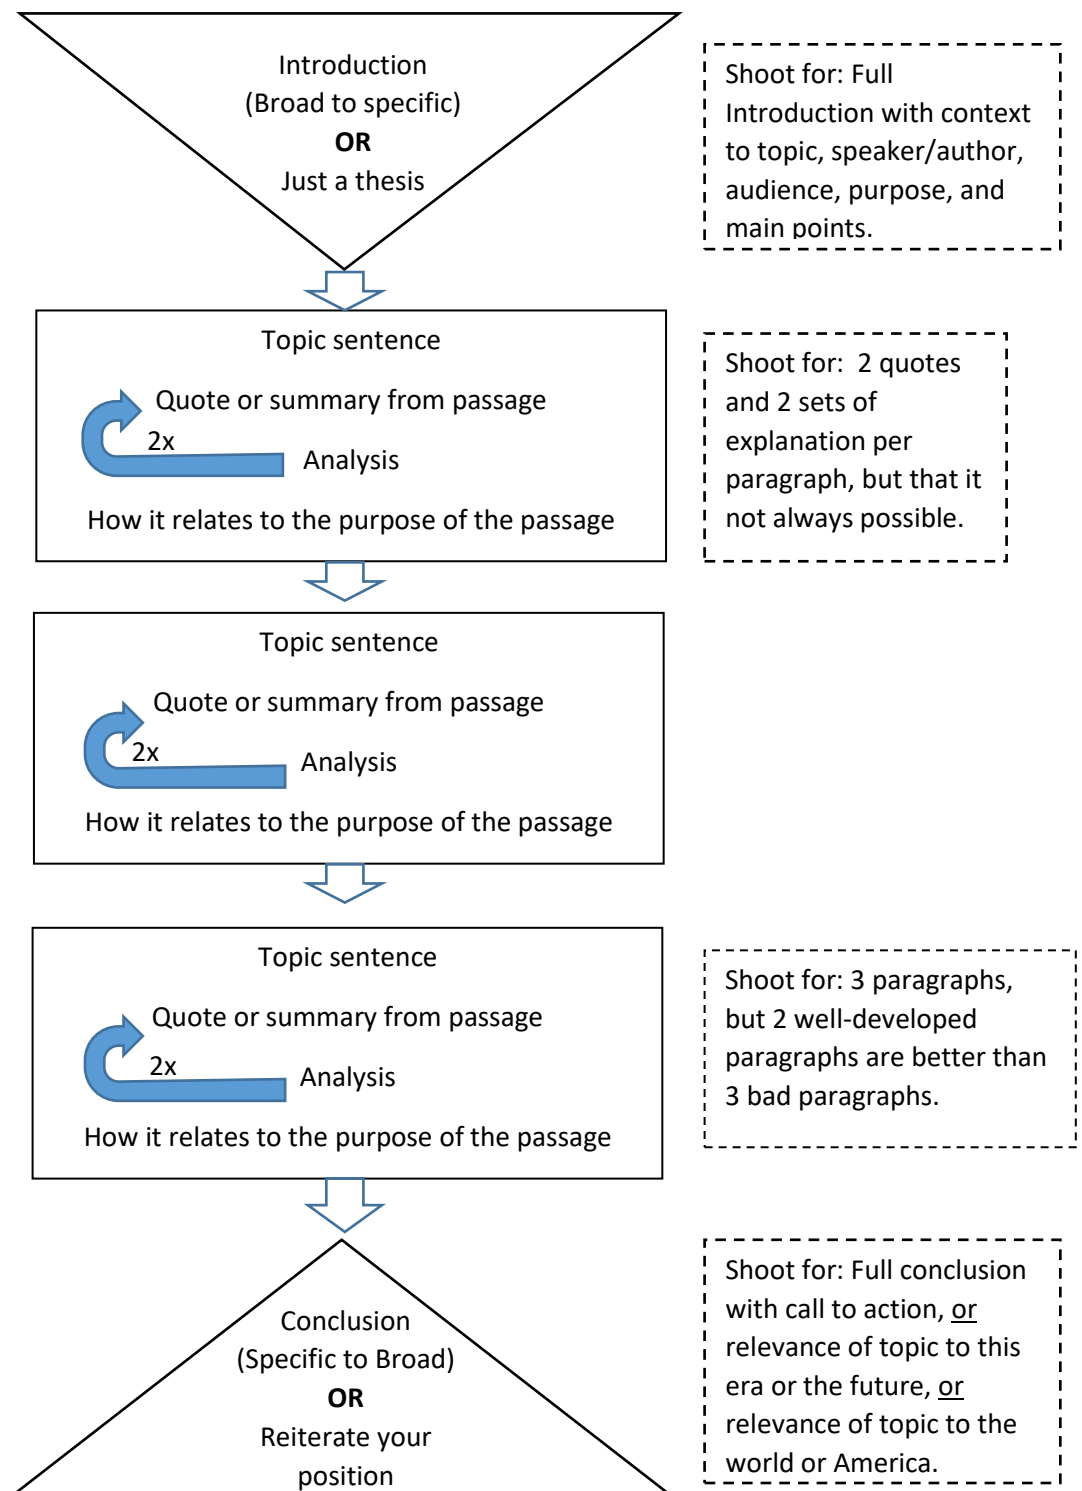 Introduction
(Broad to specific)
OR
Just a thesis
Shoot for: Full
Introduction with context
to topic, speaker/author,
audience, purpose, and
main points.
Topic sentence
Quote or summary from passage
2x
Analysis
How it relates to the purpose of the passage
Shoot for:  2 quotes
and 2 sets of
explanation per
paragraph, but that it
not always possible.
Topic sentence
Quote or summary from passage
2x
Analysis
How it relates to the purpose of the passage
Topic sentence
Quote or summary from passage
2x
Analysis
How it relates to the purpose of the passage
Shoot for: 3 paragraphs,
but 2 well-developed
paragraphs are better than
3 bad paragraphs.
Conclusion
(Specific to Broad)
OR
Reiterate your
position
Shoot for: Full conclusion
with call to action, or
relevance of topic to this
era or the future, or
relevance of topic to the
world or America.